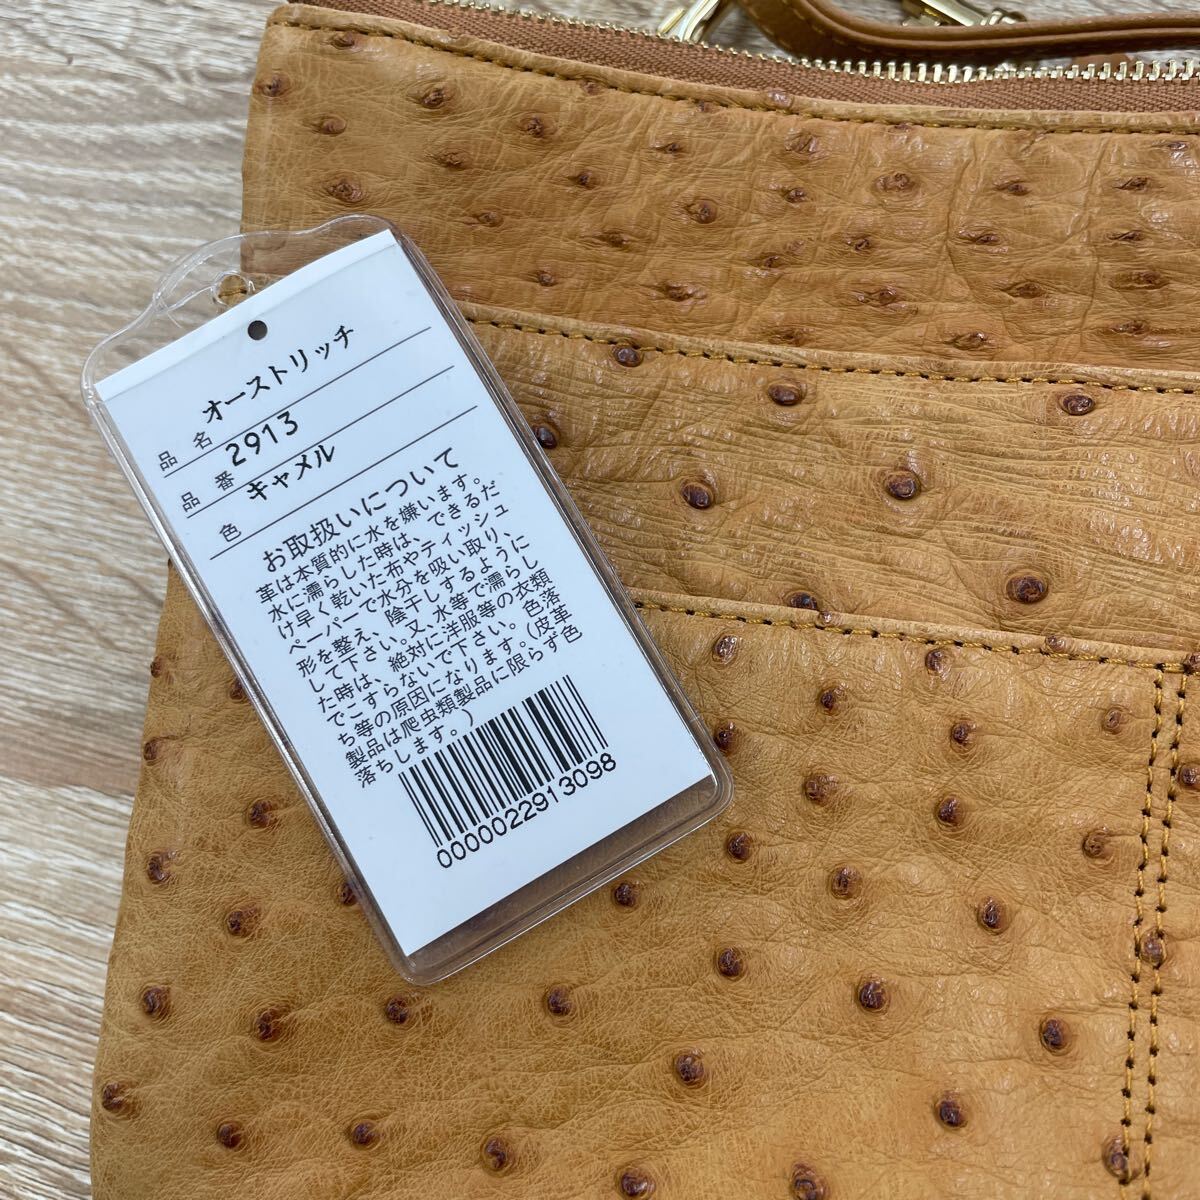 品名 オーストリッチ
品番 2913
色 キャメル
お取扱いについて
革は本質的に水を嫌います。
水に濡らした時は、できるだ
け早く乾いた布やティッシュ
ペーパーで水分を吸い取り、
形を整え、陰干しするように
して下さい。又、水等で濡らし
た時は、絶対に洋服等の衣類
でこすらないで下さい。色落
ち等の原因になります。(皮革
製品は爬虫類製品に限らず色
落ちします。)
0000022913098